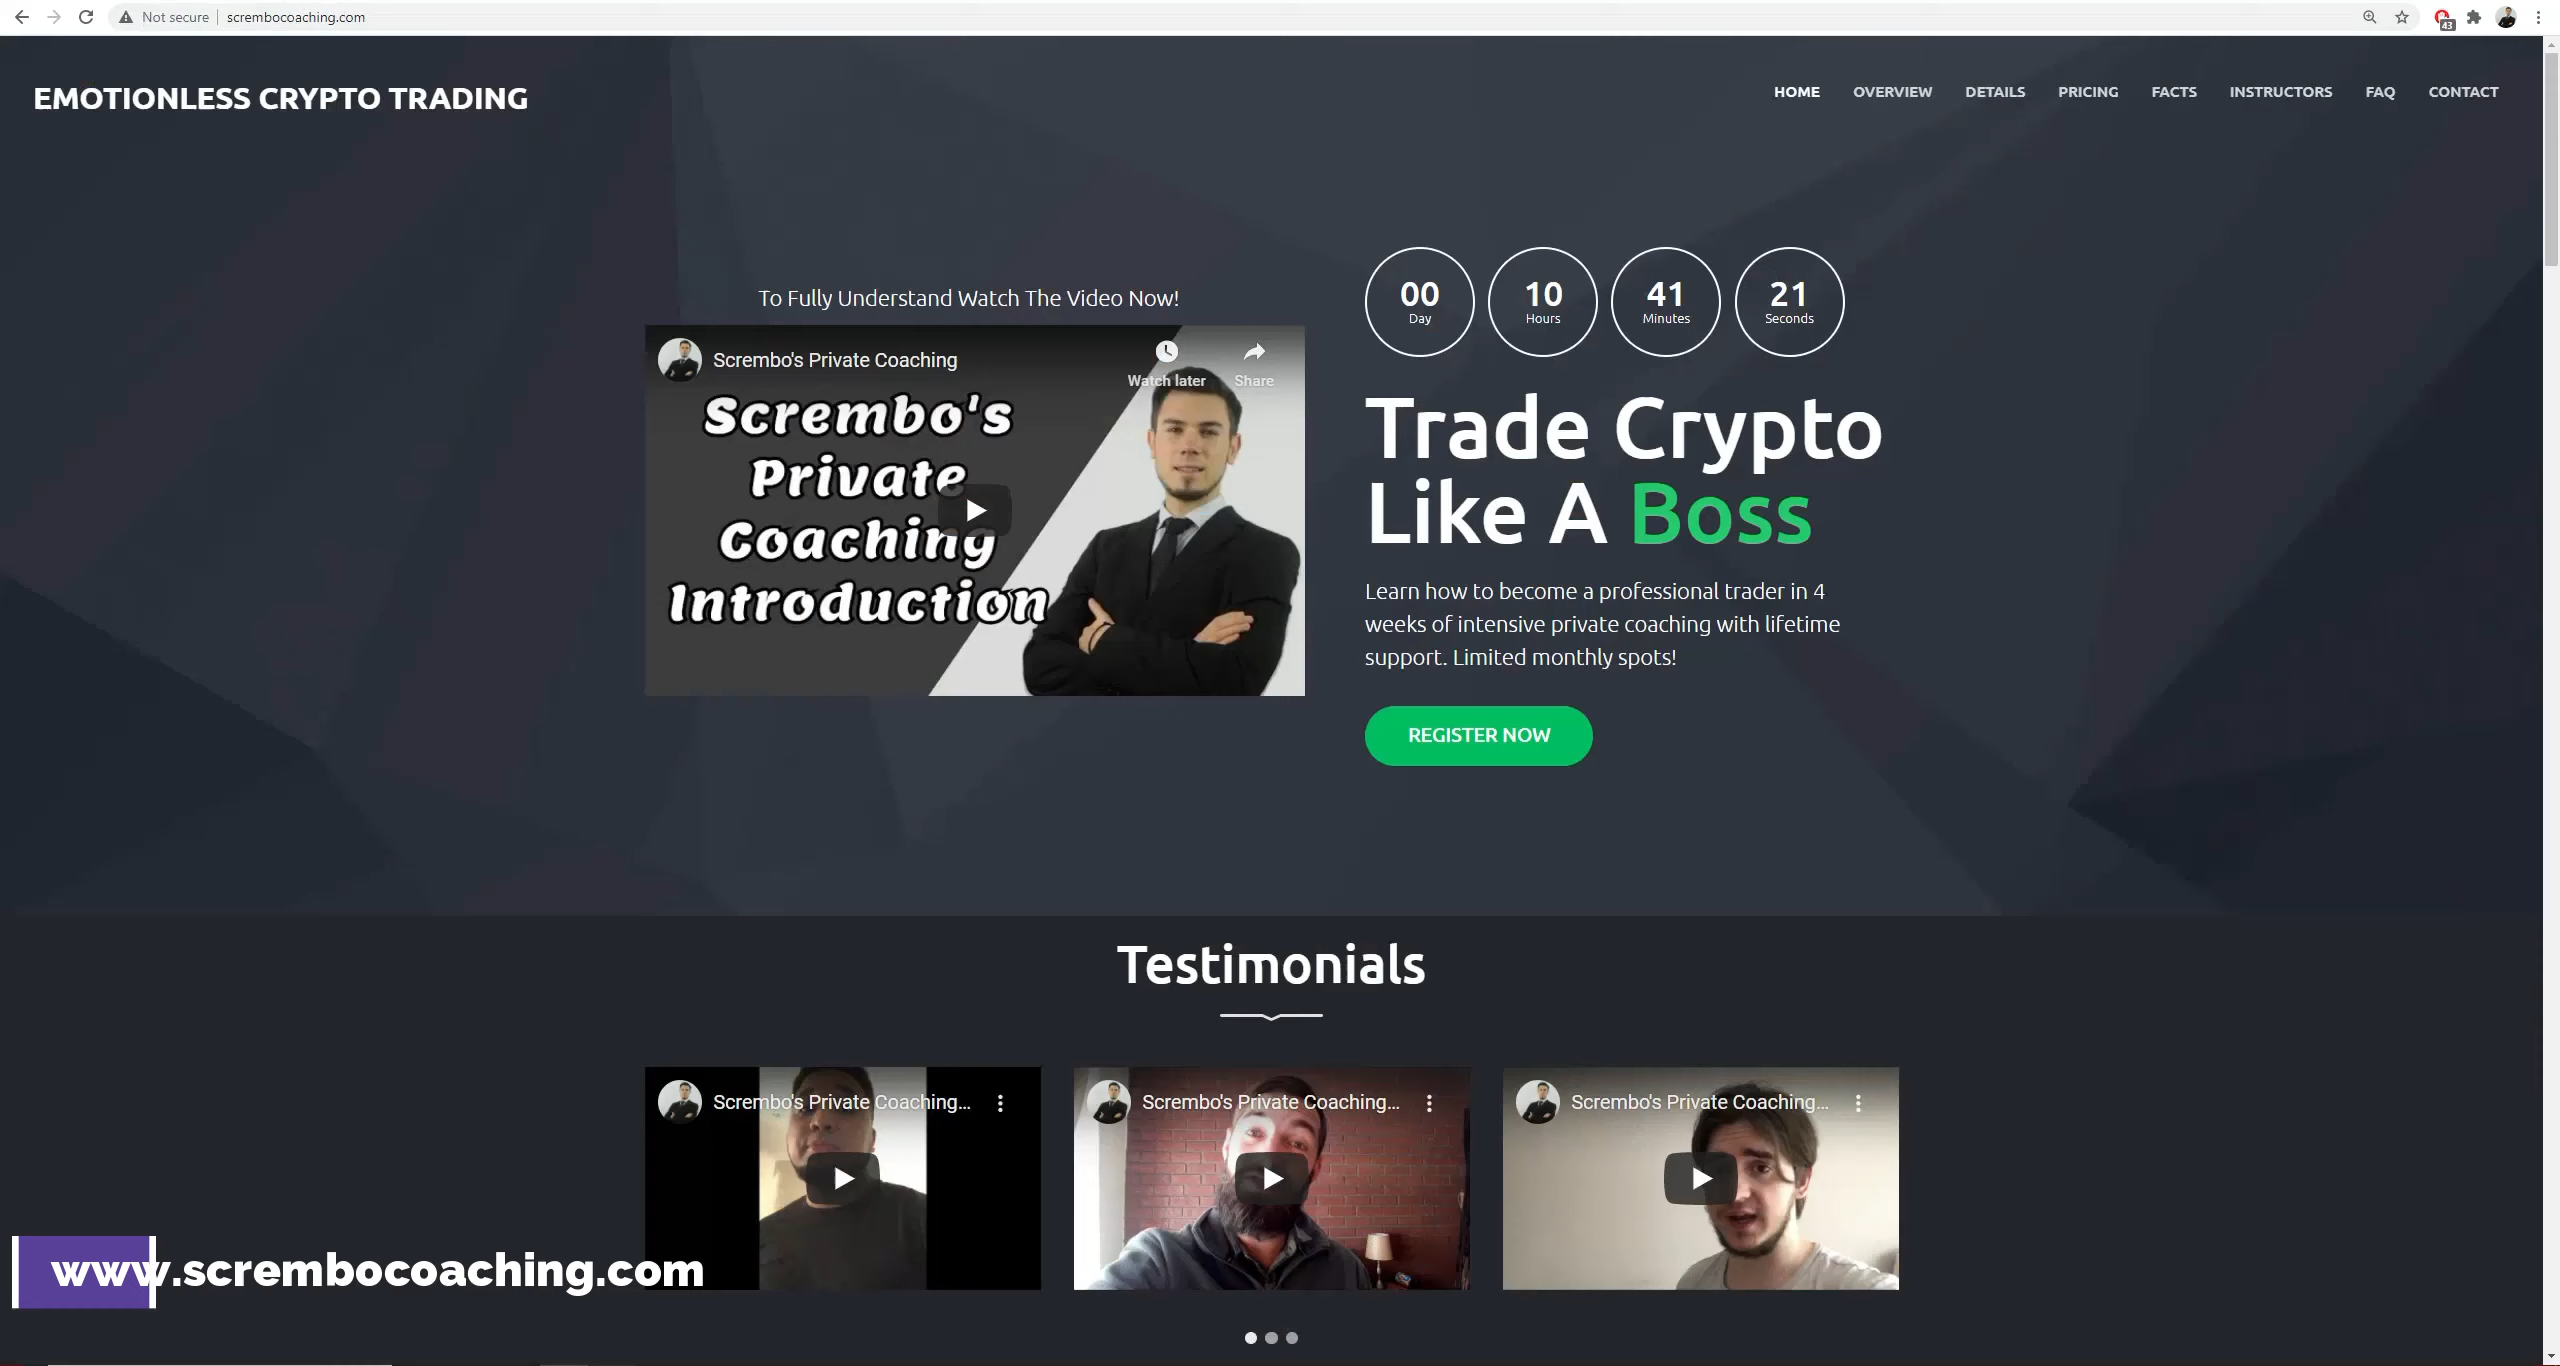 Not secure
scrembocoaching.com
43
EMOTIONLESS CRYPTO TRADING
HOME
OVERVIEW
DETAILS
PRICING
FACTS
INSTRUCTORS
FAQ
CONTACT
To Fully Understand Watch The Video Now!
Scrembo's Private Coaching
Watch later
Share
Scrembo's
Private
Coaching
Introduction
00
Day
10
Hours
41
Minutes
21
Seconds
Trade Crypto
Like A Boss
Learn how to become a professional trader in 4
weeks of intensive private coaching with lifetime
support. Limited monthly spots!
REGISTER NOW
Testimonials
Scrembo's Private Coaching...
Scrembo's Private Coaching...
Scrembo's Private Coaching...
www.scrembocoaching.com